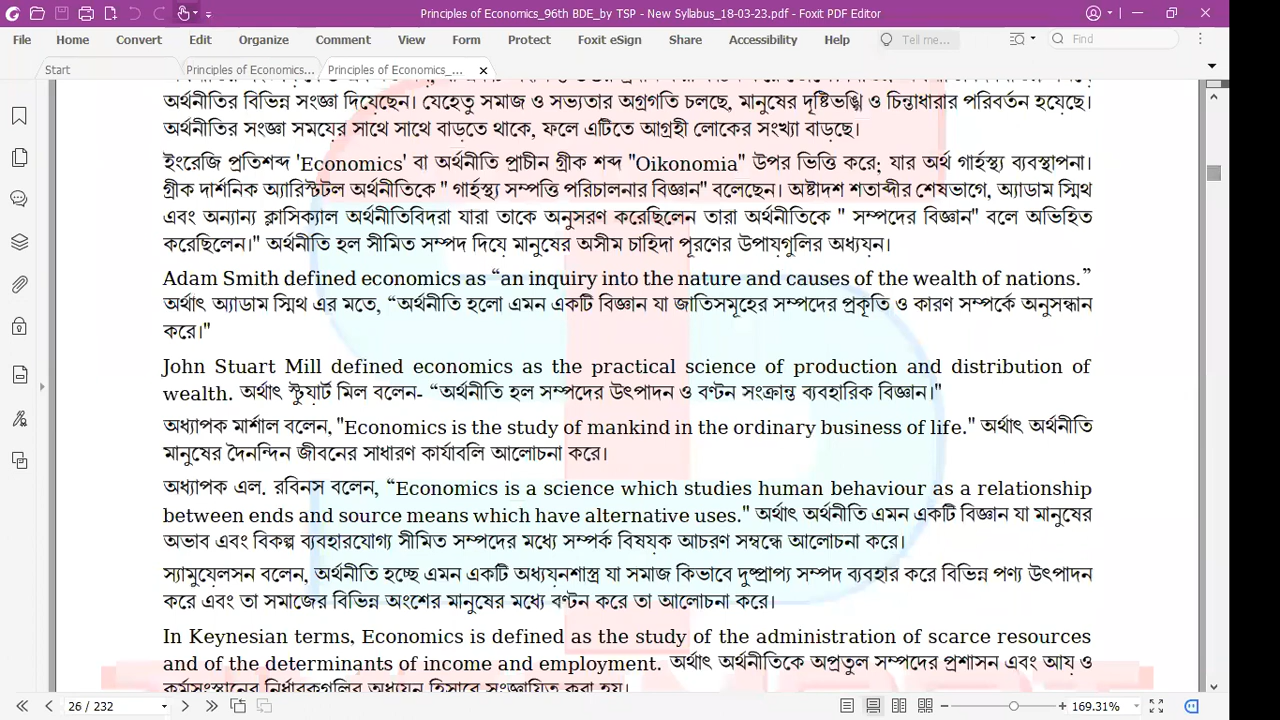 Principles of Economics_96th BDE_by TSP - New Syllabus_18-03-23.pdf - Foxit PDF Editor
File Home Convert Edit Organize Comment View Form Protect Foxit eSign Share Accessibility Help Tell me... Find
Start Principles of Economics... Principles of Economics_...
অর্থনীতির বিভিন্ন সংজ্ঞা দিয়েছেন। যেহেতু সমাজ ও সভ্যতার অগ্রগতি চলছে, মানুষের দৃষ্টিভঙ্গি ও চিন্তাধারার পরিবর্তন হয়েছে।
অর্থনীতির সংজ্ঞা সময়ের সাথে সাথে বাড়তে থাকে, ফলে এটিতে আগ্রহী লোকের সংখ্যা বাড়ছে।
ইংরেজি প্রতিশব্দ 'Economics' বা অর্থনীতি প্রাচীন গ্রীক শব্দ "Oikonomia" উপর ভিত্তি করে; যার অর্থ গার্হস্থ্য ব্যবস্থাপনা।
গ্রীক দার্শনিক অ্যারিস্টটল অর্থনীতিকে " গার্হস্থ্য সম্পত্তি পরিচালনার বিজ্ঞান" বলেছেন। অষ্টাদশ শতাব্দীর শেষভাগে, অ্যাডাম স্মিথ
এবং অন্যান্য ক্লাসিক্যাল অর্থনীতিবিদরা যারা তাকে অনুসরণ করেছিলেন তারা অর্থনীতিকে " সম্পদের বিজ্ঞান" বলে অভিহিত
করেছিলেন।" অর্থনীতি হল সীমিত সম্পদ দিয়ে মানুষের অসীম চাহিদা পূরণের উপায়গুলির অধ্যয়ন।
Adam Smith defined economics as “an inquiry into the nature and causes of the wealth of nations.”
অর্থাৎ অ্যাডাম স্মিথ এর মতে, “অর্থনীতি হলো এমন একটি বিজ্ঞান যা জাতিসমূহের সম্পদের প্রকৃতি ও কারণ সম্পর্কে অনুসন্ধান
করে।"
John Stuart Mill defined economics as the practical science of production and distribution of
wealth. অর্থাৎ স্টুয়ার্ট মিল বলেন- “অর্থনীতি হল সম্পদের উৎপাদন ও বণ্টন সংক্রান্ত ব্যবহারিক বিজ্ঞান।"
অধ্যাপক মার্শাল বলেন, "Economics is the study of mankind in the ordinary business of life." অর্থাৎ অর্থনীতি
মানুষের দৈনন্দিন জীবনের সাধারণ কার্যাবলি আলোচনা করে।
অধ্যাপক এল. রবিনস বলেন, “Economics is a science which studies human behaviour as a relationship
between ends and source means which have alternative uses." অর্থাৎ অর্থনীতি এমন একটি বিজ্ঞান যা মানুষের
অভাব এবং বিকল্প ব্যবহারযোগ্য সীমিত সম্পদের মধ্যে সম্পর্ক বিষয়ক আচরণ সম্বন্ধে আলোচনা করে।
স্যামুয়েলসন বলেন, অর্থনীতি হচ্ছে এমন একটি অধ্যয়নশাস্ত্র যা সমাজ কিভাবে দুষ্প্রাপ্য সম্পদ ব্যবহার করে বিভিন্ন পণ্য উৎপাদন
করে এবং তা সমাজের বিভিন্ন অংশের মানুষের মধ্যে বণ্টন করে তা আলোচনা করে।
In Keynesian terms, Economics is defined as the study of the administration of scarce resources
and of the determinants of income and employment. অর্থাৎ অর্থনীতিকে অপ্রতুল সম্পদের প্রশাসন এবং আয় ও
কর্মসংস্থানের নির্ধারকগুলির অধ্যয়ন হিসাবে সংজ্ঞায়িত করা হয়।
26 / 232 169.31%